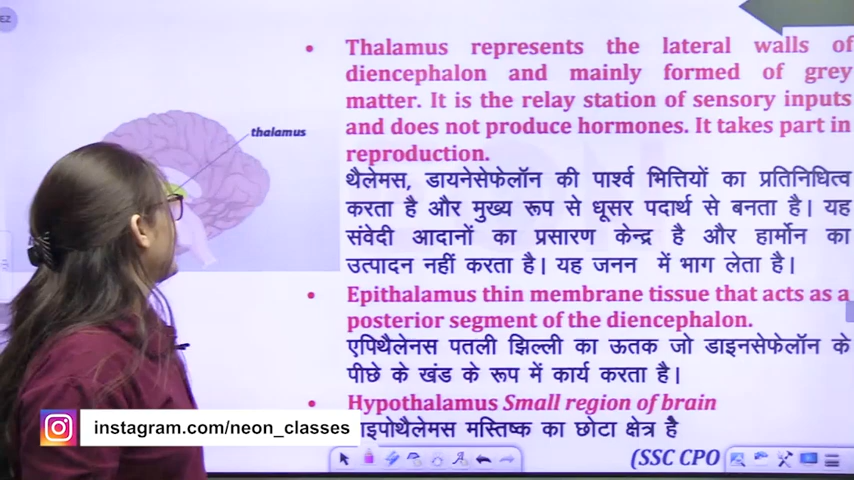 EZ
thalamus
• Thalamus represents the lateral walls of
diencephalon and mainly formed of grey
matter. It is the relay station of sensory inputs
and does not produce hormones. It takes part in
reproduction.
थैलेमस, डायनेसेफेलॉन की पार्श्व भित्तियों का प्रतिनिधित्व
करता है और मुख्य रूप से धूसर पदार्थ से बनता है। यह
संवेदी आदानों का प्रसारण केन्द्र है और हार्मोन का
उत्पादन नहीं करता है। यह जनन में भाग लेता है।
• Epithalamus thin membrane tissue that acts as a
posterior segment of the diencephalon.
एपिथैलेनस पतली झिल्ली का ऊतक जो डाइनसेफेलॉन के
पीछे के खंड के रूप में कार्य करता है।
• Hypothalamus Small region of brain
मस्तिष्क का छोटा क्षेत्र है
(SSC CPO
instagram.com/neon_classes